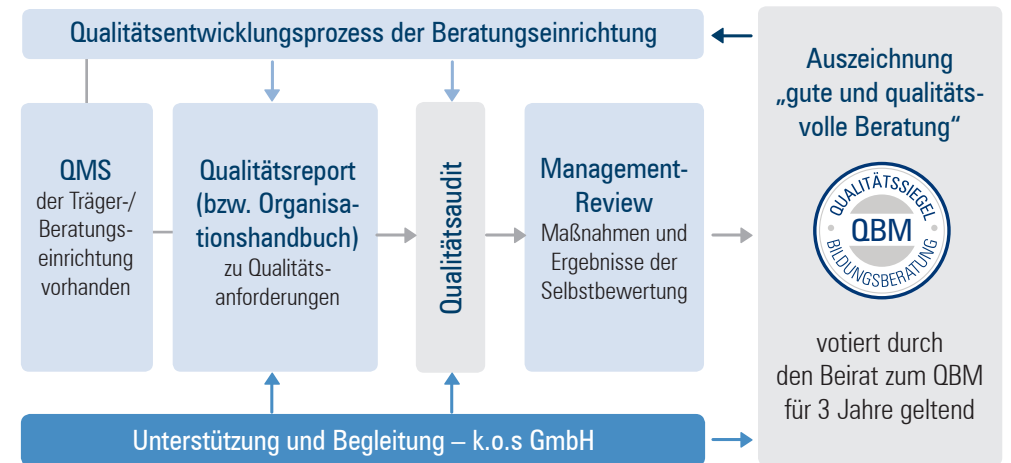 Qualitätsentwicklungsprozess der Beratungseinrichtung
QMS
der Träger-/
Beratungs-
einrichtung
vorhanden
Qualitätsreport
(bzw. Organisa-
tionshandbuch)
zu Qualitäts-
anforderungen
Qualitätsaudit
Management-
Review
Maßnahmen und
Ergebnisse der
Selbstbewertung
Auszeichnung
„gute und qualitäts-
volle Beratung“
QUALITÄTSSIEGEL
QBM
BILDUNGSBERATUNG
votiert durch
den Beirat zum QBM
für 3 Jahre geltend
Unterstützung und Begleitung – k.o.s GmbH